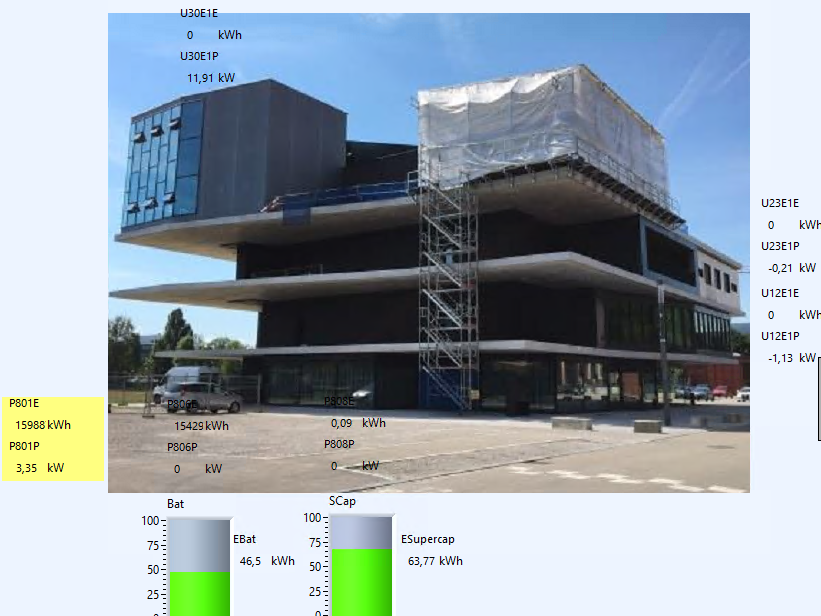 U30E1E
0 kWh
U30E1P
11,91 kW
U23E1E
0 kWh
U23E1P
-0,21 kW
U12E1E
0 kWh
U12E1P
-1,13 kW
P801E
15988 kWh
P801P
3,35 kW
P806E
15429 kWh
P806P
0 kW
P808E
0,09 kWh
P808P
0 kW
Bat
100
75
50
25
0
EBat
46,5 kWh
SCap
100
75
50
25
0
ESupercap
63,77 kWh